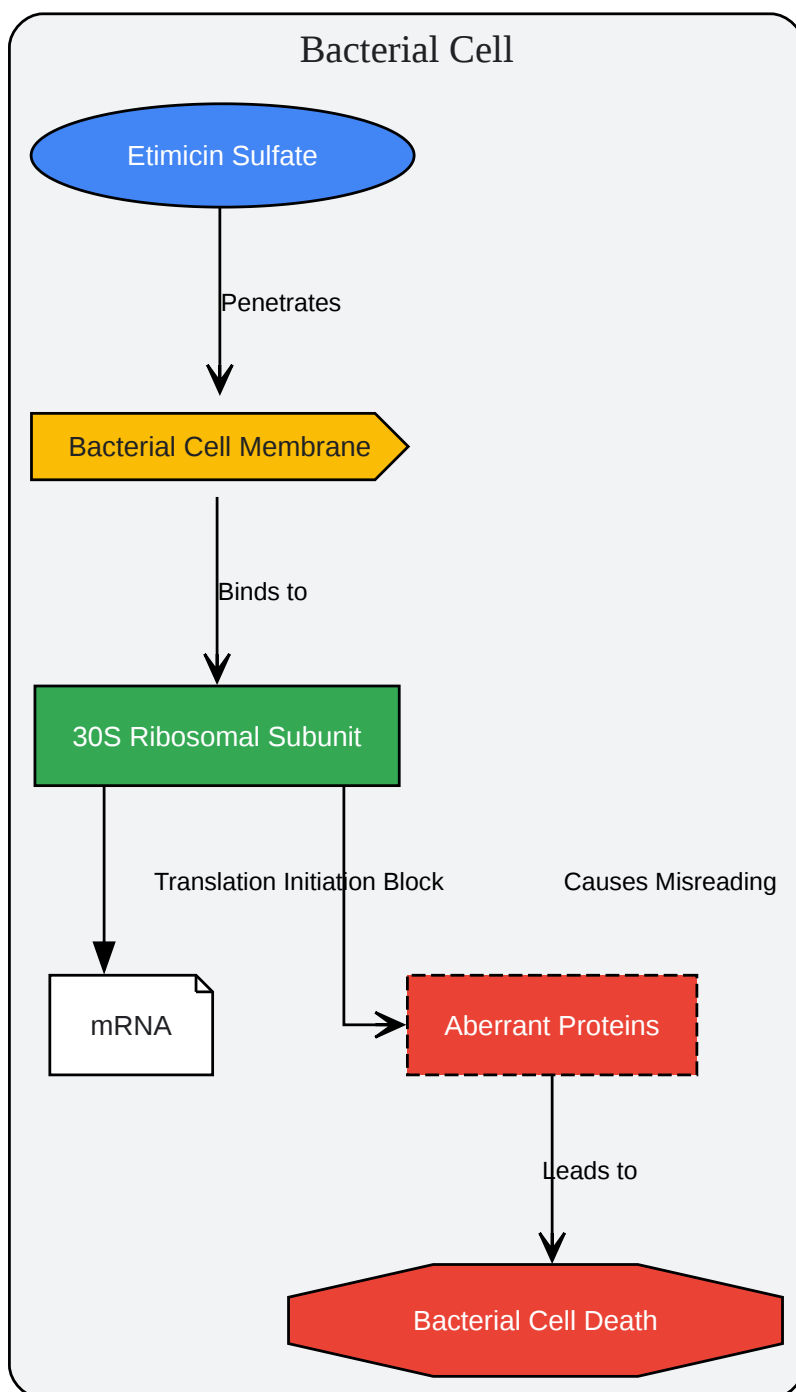 Bacterial Cell
Etimicin Sulfate
Penetrates
Bacterial Cell Membrane
Binds to
30S Ribosomal Subunit
Translation Initiation Block
Causes Misreading
mRNA
Aberrant Proteins
Leads to
Bacterial Cell Death